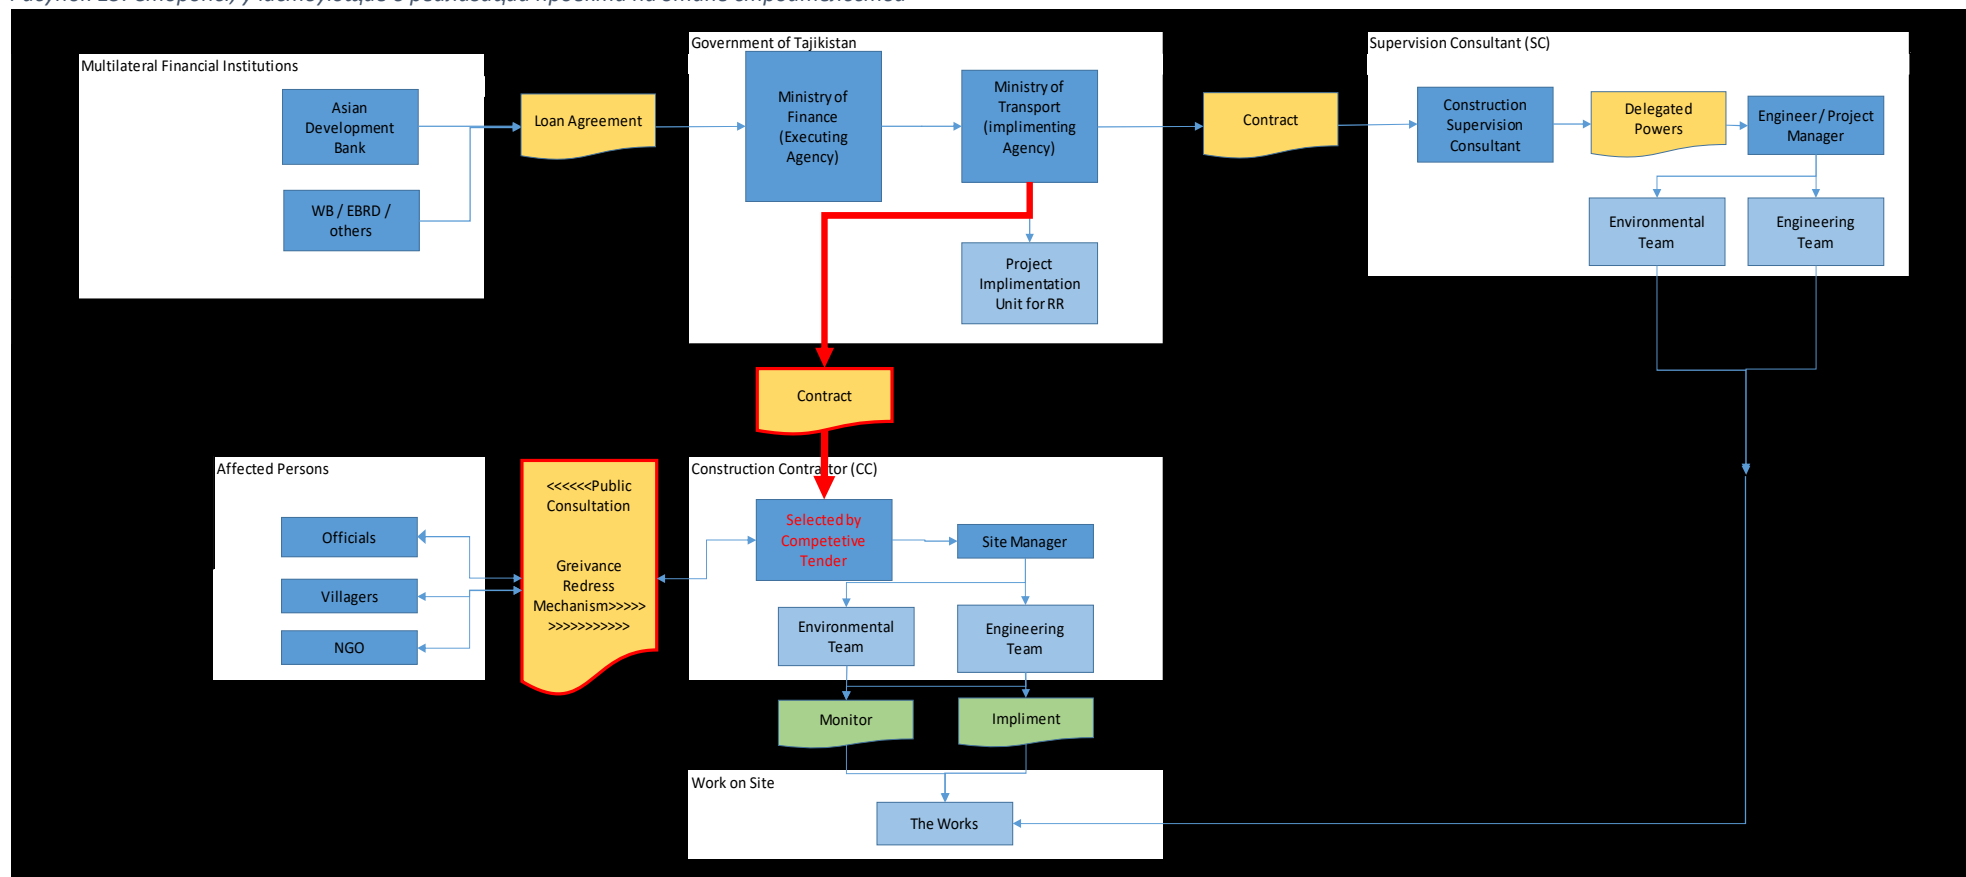 Government of Tajikistan
Supervision Consultant (SC)
Multilateral Financial Institutions
Asian
Development
Bank
WB / EBRD /
others
Loan Agreement
Ministry of
Finance
(Executing
Agency)
Ministry of
Transport
(implimenting
Agency)
Project
Implimentation
Unit for RR
Contract
Construction
Supervision
Consultant
Delegated
Powers
Engineer / Project
Manager
Environmental
Team
Engineering
Team
Contract
Affected Persons
Officials
Villagers
NGO
<<<<<<Public
Consultation
Greivance
Redress
Mechanism>>>>>
>>>>>>>>>>>
Construction Contractor (CC)
Selected by
Competetive
Tender
Site Manager
Environmental
Team
Engineering
Team
Monitor
Impliment
Work on Site
The Works